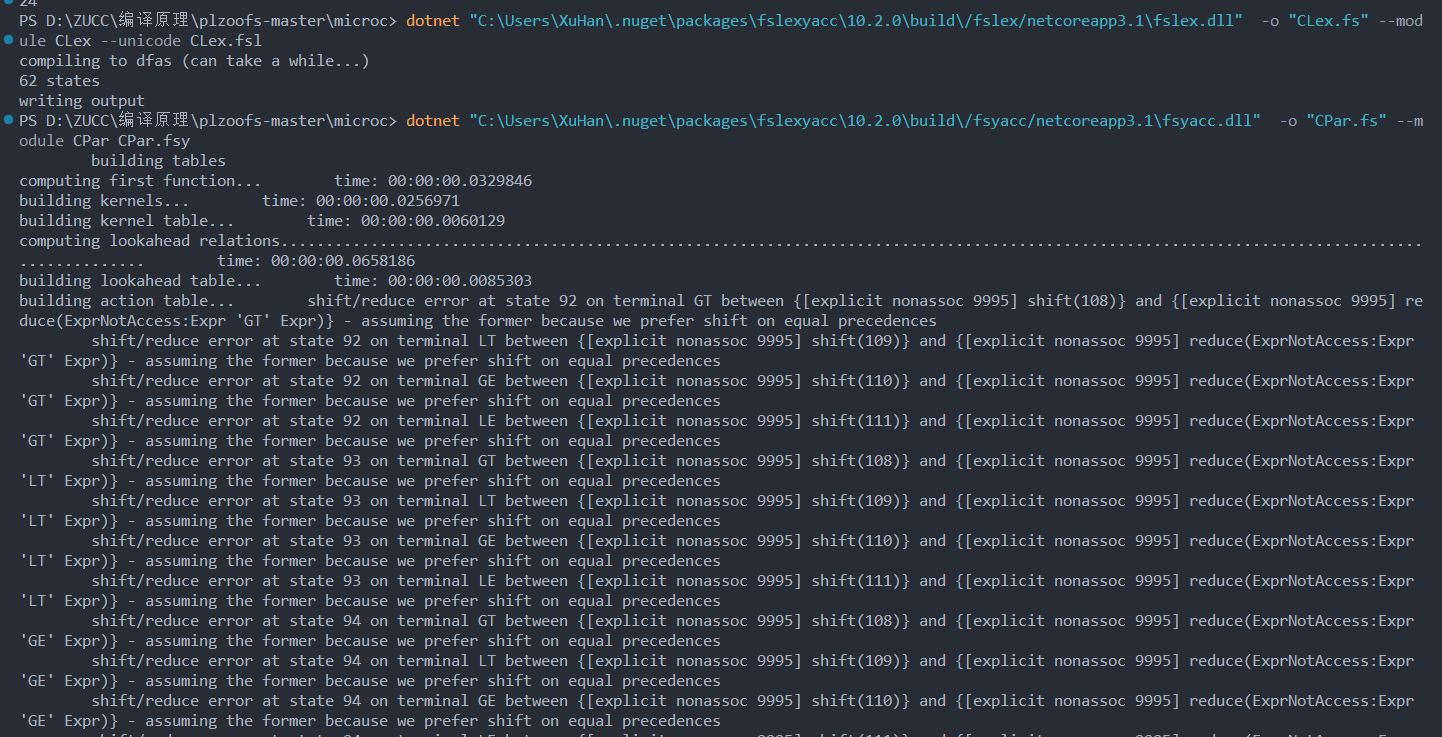 24
PS D:\ZUCC\编译原理\plzoofs-master\microc> dotnet "C:\Users\XuHan\.nuget\packages\fslexyacc\10.2.0\build\/fslex/netcoreapp3.1\fslex.dll"  -o "CLex.fs" --mod
ule CLex --unicode CLex.fsl
compiling to dfas (can take a while...)
62 states
writing output
PS D:\ZUCC\编译原理\plzoofs-master\microc> dotnet "C:\Users\XuHan\.nuget\packages\fslexyacc\10.2.0\build\/fsyacc/netcoreapp3.1\fsyacc.dll"  -o "CPar.fs" --m
odule CPar CPar.fsy
        building tables
computing first function...        time: 00:00:00.0329846
building kernels...        time: 00:00:00.0256971
building kernel table...        time: 00:00:00.0060129
computing lookahead relations...............................................................................................................................
..............        time: 00:00:00.0658186
building lookahead table...        time: 00:00:00.0085303
building action table...        shift/reduce error at state 92 on terminal GT between {[explicit nonassoc 9995] shift(108)} and {[explicit nonassoc 9995] re
duce(ExprNotAccess:Expr 'GT' Expr)} - assuming the former because we prefer shift on equal precedences
        shift/reduce error at state 92 on terminal LT between {[explicit nonassoc 9995] shift(109)} and {[explicit nonassoc 9995] reduce(ExprNotAccess:Expr
'GT' Expr)} - assuming the former because we prefer shift on equal precedences
        shift/reduce error at state 92 on terminal GE between {[explicit nonassoc 9995] shift(110)} and {[explicit nonassoc 9995] reduce(ExprNotAccess:Expr
'GT' Expr)} - assuming the former because we prefer shift on equal precedences
        shift/reduce error at state 92 on terminal LE between {[explicit nonassoc 9995] shift(111)} and {[explicit nonassoc 9995] reduce(ExprNotAccess:Expr
'GT' Expr)} - assuming the former because we prefer shift on equal precedences
        shift/reduce error at state 93 on terminal GT between {[explicit nonassoc 9995] shift(108)} and {[explicit nonassoc 9995] reduce(ExprNotAccess:Expr
'LT' Expr)} - assuming the former because we prefer shift on equal precedences
        shift/reduce error at state 93 on terminal LT between {[explicit nonassoc 9995] shift(109)} and {[explicit nonassoc 9995] reduce(ExprNotAccess:Expr
'LT' Expr)} - assuming the former because we prefer shift on equal precedences
        shift/reduce error at state 93 on terminal GE between {[explicit nonassoc 9995] shift(110)} and {[explicit nonassoc 9995] reduce(ExprNotAccess:Expr
'LT' Expr)} - assuming the former because we prefer shift on equal precedences
        shift/reduce error at state 93 on terminal LE between {[explicit nonassoc 9995] shift(111)} and {[explicit nonassoc 9995] reduce(ExprNotAccess:Expr
'LT' Expr)} - assuming the former because we prefer shift on equal precedences
        shift/reduce error at state 94 on terminal GT between {[explicit nonassoc 9995] shift(108)} and {[explicit nonassoc 9995] reduce(ExprNotAccess:Expr
'GE' Expr)} - assuming the former because we prefer shift on equal precedences
        shift/reduce error at state 94 on terminal LT between {[explicit nonassoc 9995] shift(109)} and {[explicit nonassoc 9995] reduce(ExprNotAccess:Expr
'GE' Expr)} - assuming the former because we prefer shift on equal precedences
        shift/reduce error at state 94 on terminal GE between {[explicit nonassoc 9995] shift(110)} and {[explicit nonassoc 9995] reduce(ExprNotAccess:Expr
'GE' Expr)} - assuming the former because we prefer shift on equal precedences